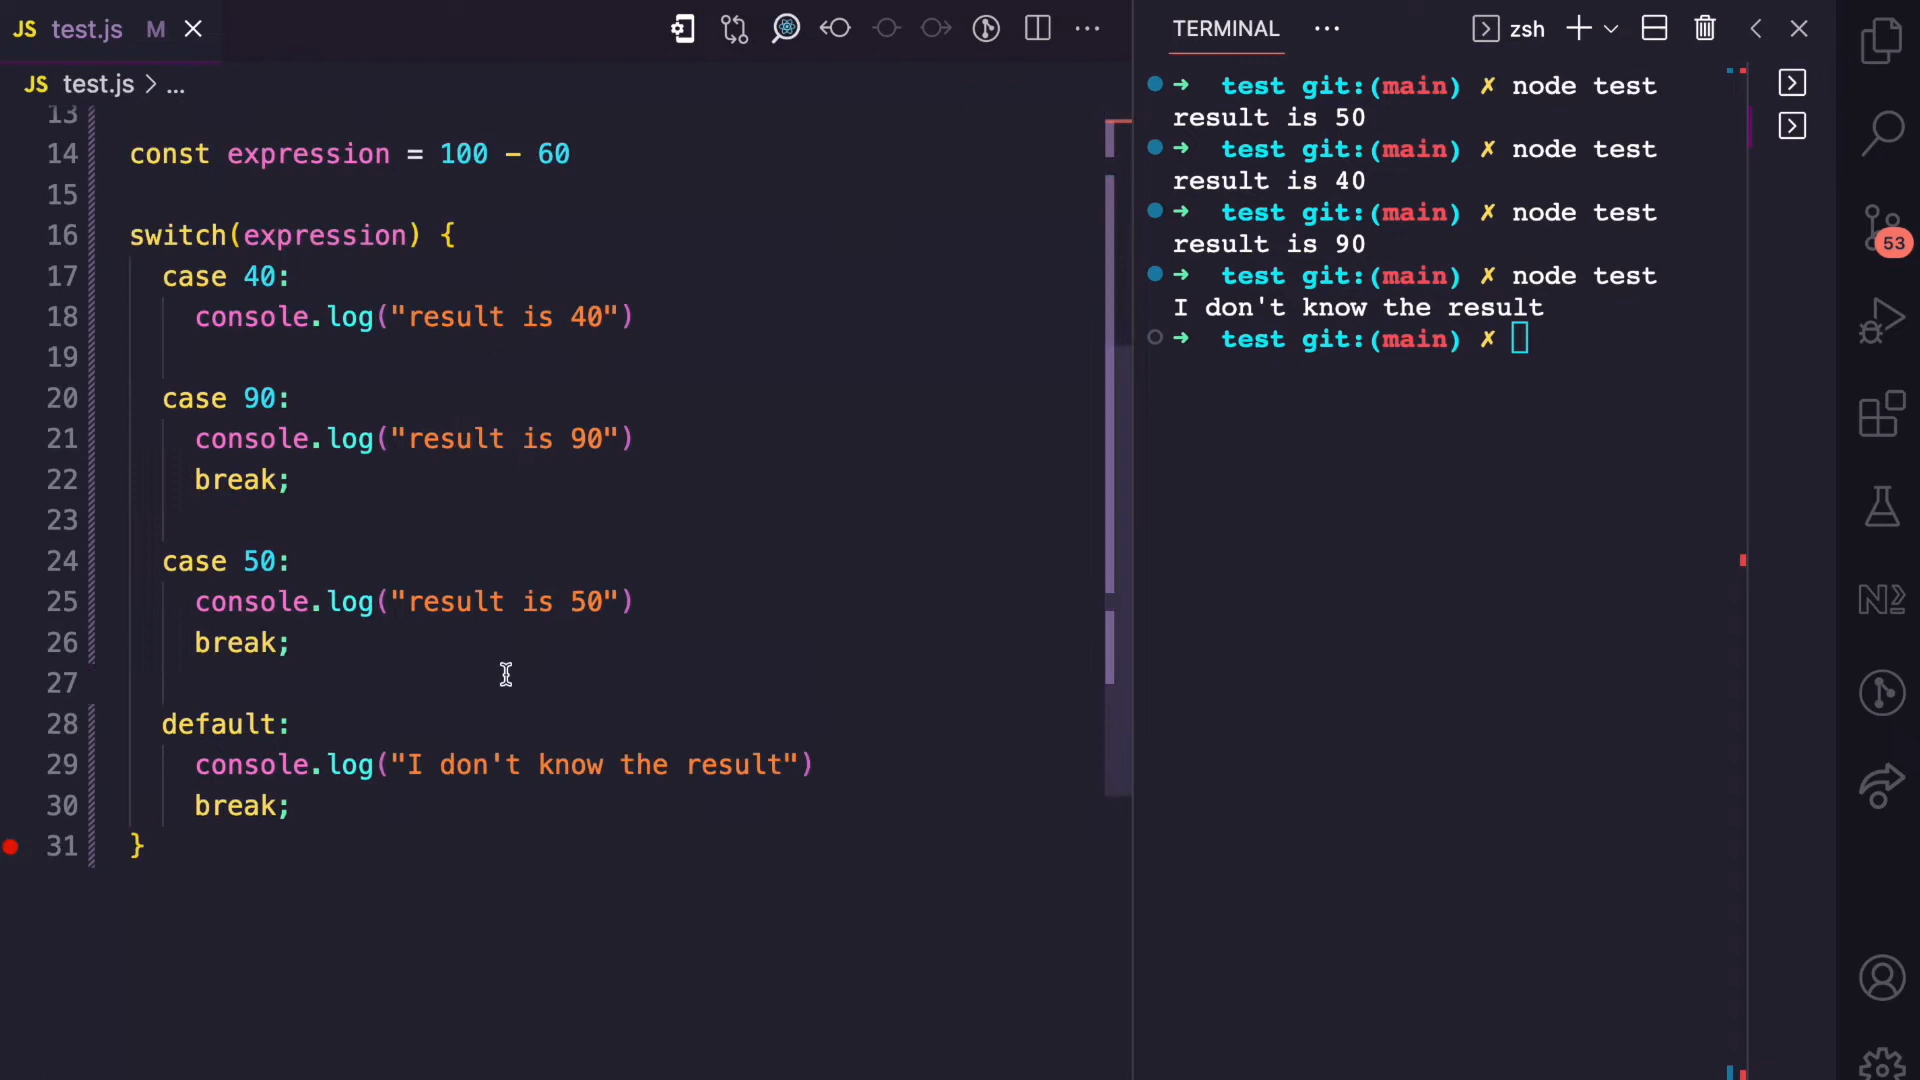 JS test.js M
JS test.js > ...
13
14 const expression = 100 - 60
15
16 switch(expression) {
17 case 40:
18 console.log("result is 40")
19
20 case 90:
21 console.log("result is 90")
22 break;
23
24 case 50:
25 console.log("result is 50")
26 break;
27
28 default:
29 console.log("I don't know the result")
30 break;
31 }
TERMINAL ... zsh
➜ test git:(main) ✗ node test
result is 50
➜ test git:(main) ✗ node test
result is 40
➜ test git:(main) ✗ node test
result is 90
➜ test git:(main) ✗ node test
I don't know the result
➜ test git:(main) ✗
53